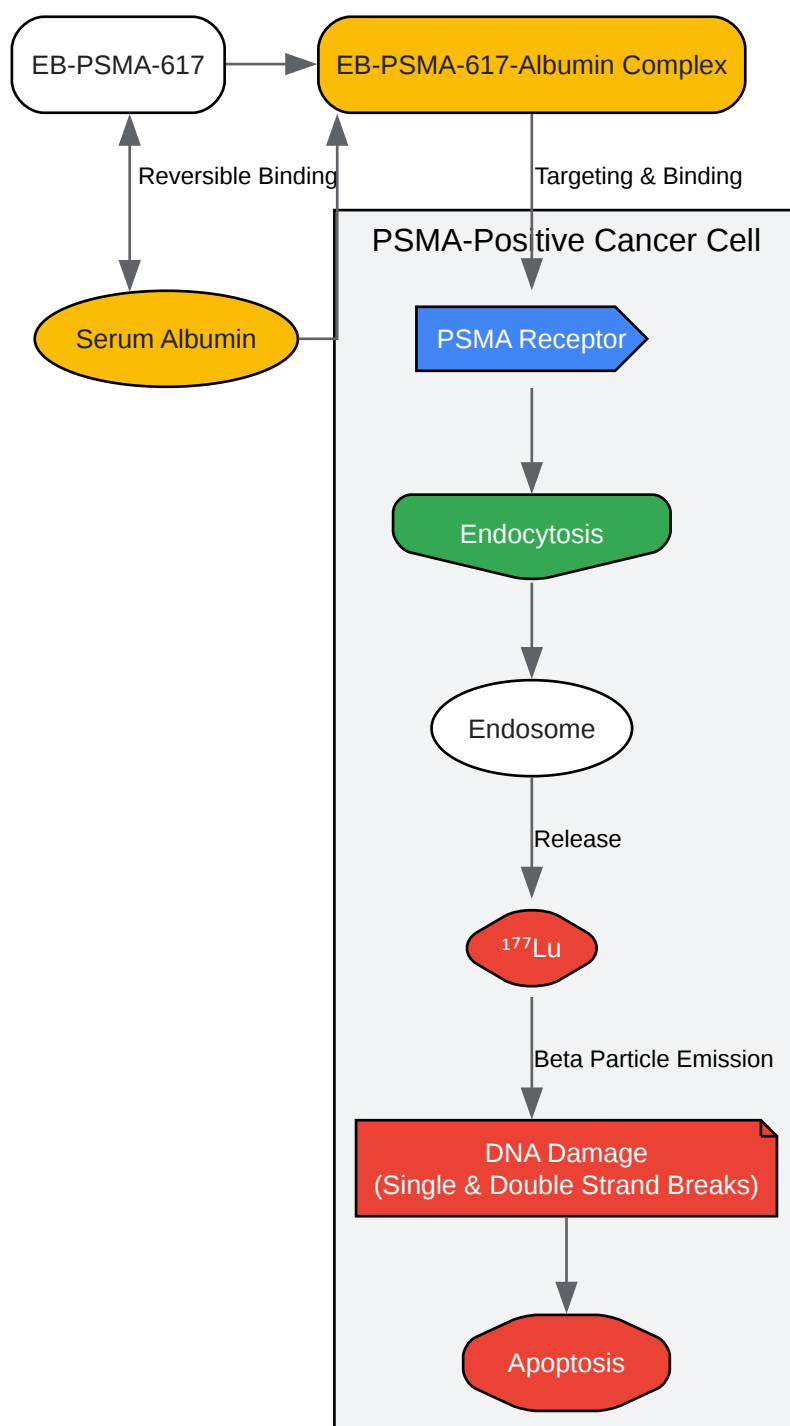 EB-PSMA-617
EB-PSMA-617-Albumin Complex
Reversible Binding
Targeting & Binding
PSMA-Positive Cancer Cell
Serum Albumin
PSMA Receptor
Endocytosis
Endosome
Release
¹⁷⁷Lu
Beta Particle Emission
DNA Damage
(Single & Double Strand Breaks)
Apoptosis